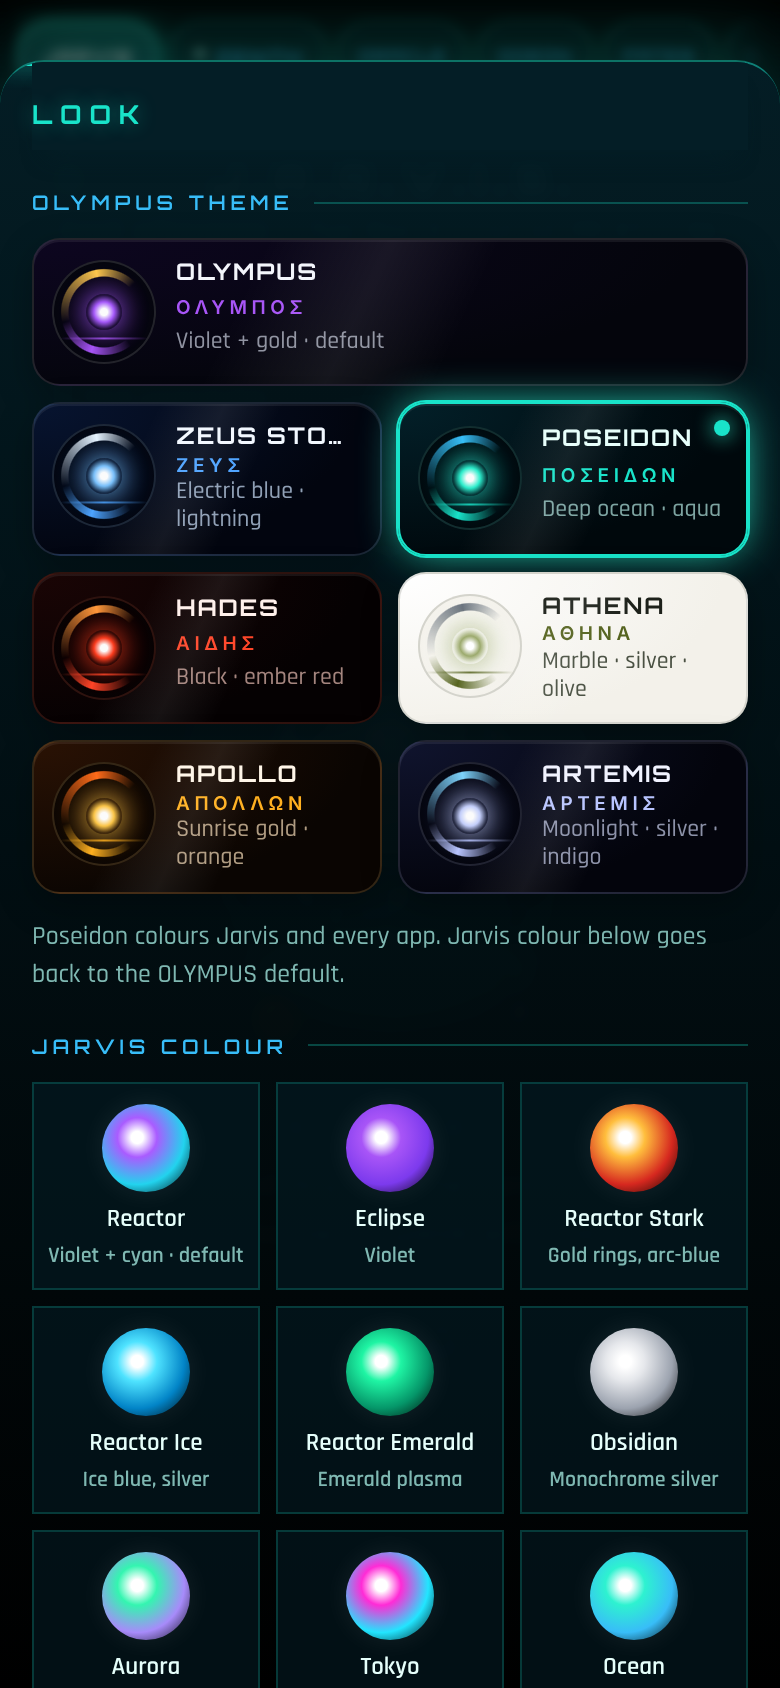 LOOK
OLYMPUS THEME
OLYMPUS
ΟΛΥΜΠΟΣ
Violet + gold · default
ZEUS STO…
ΖΕΥΣ
Electric blue ·
lightning
POSEIDON
ΠΟΣΕΙΔΩΝ
Deep ocean · aqua
HADES
ΑΙΔΗΣ
Black · ember red
ATHENA
ΑΘΗΝΑ
Marble · silver ·
olive
APOLLO
ΑΠΟΛΛΩΝ
Sunrise gold ·
orange
ARTEMIS
ΑΡΤΕΜΙΣ
Moonlight · silver ·
indigo
Poseidon colours Jarvis and every app. Jarvis colour below goes
back to the OLYMPUS default.
JARVIS COLOUR
Reactor
Violet + cyan · default
Eclipse
Violet
Reactor Stark
Gold rings, arc-blue
Reactor Ice
Ice blue, silver
Reactor Emerald
Emerald plasma
Obsidian
Monochrome silver
Aurora
Tokyo
Ocean